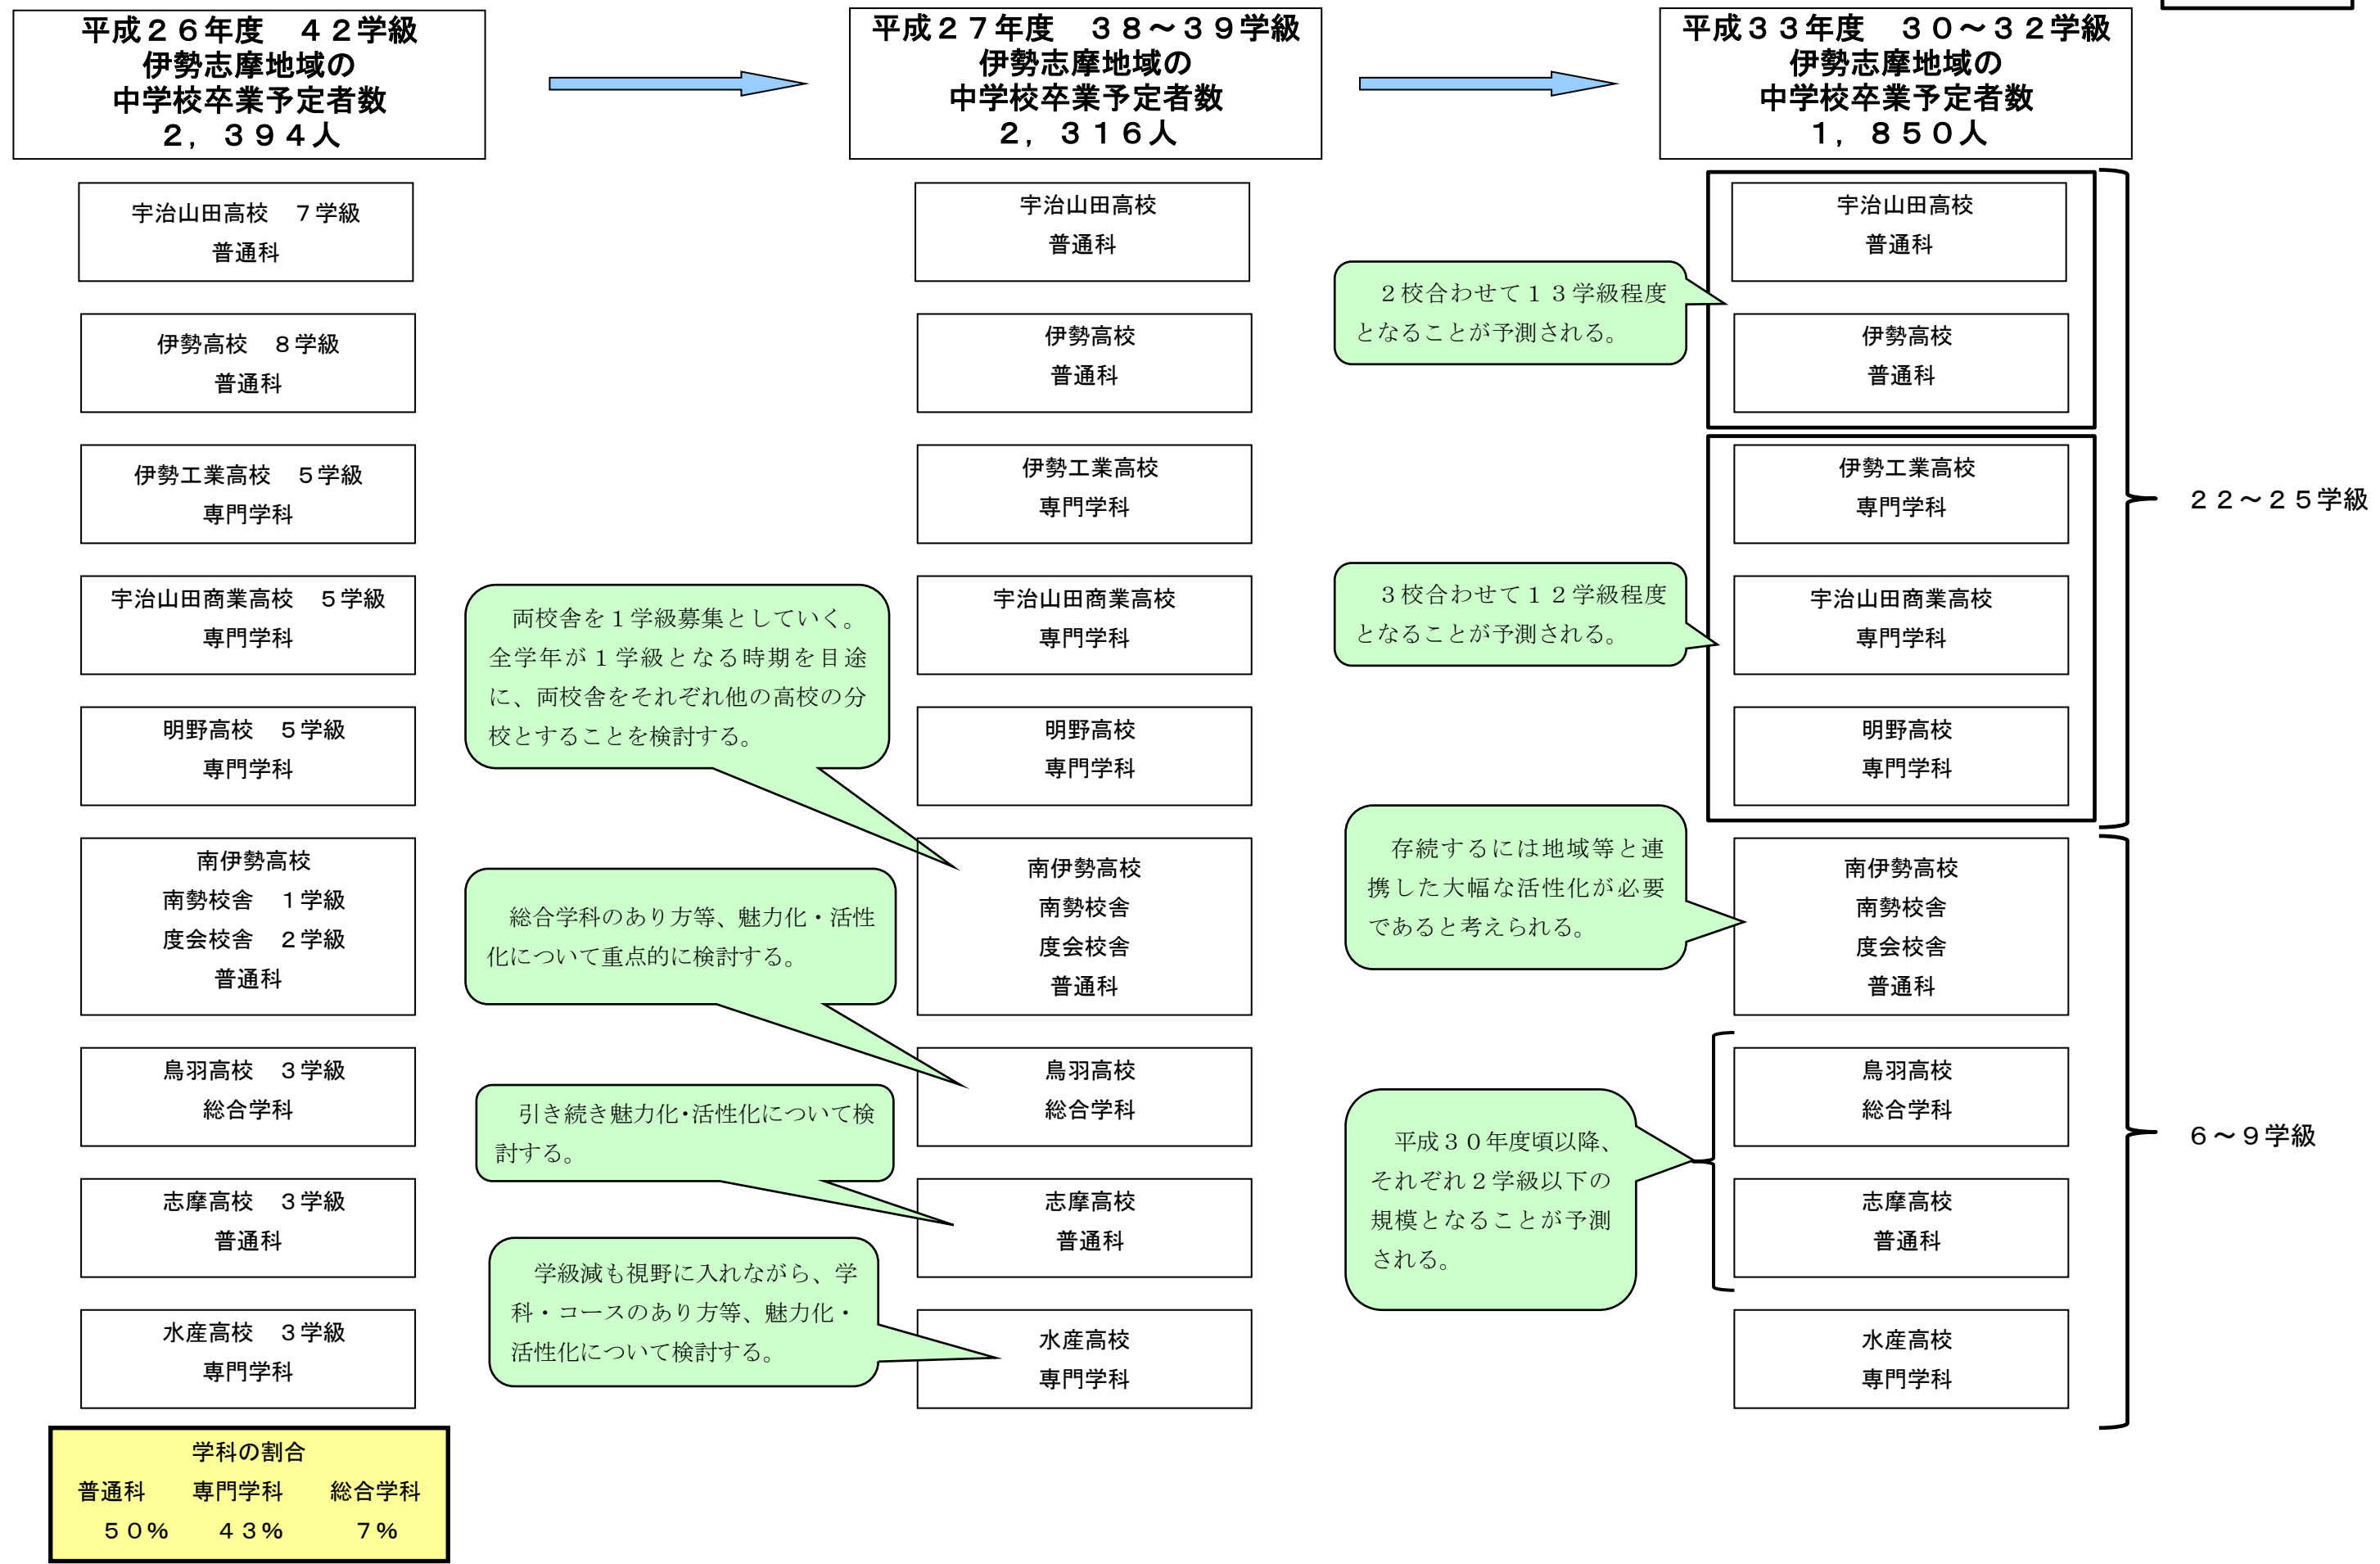 平成２６年度　４２学級
伊勢志摩地域の
中学校卒業予定者数
２，３９４人
平成２７年度　３８～３９学級
伊勢志摩地域の
中学校卒業予定者数
２，３１６人
平成３３年度　３０～３２学級
伊勢志摩地域の
中学校卒業予定者数
１，８５０人
宇治山田高校　７学級
普通科
伊勢高校　８学級
普通科
伊勢工業高校　５学級
専門学科
宇治山田商業高校　５学級
専門学科
明野高校　５学級
専門学科
南伊勢高校
南勢校舎　１学級
度会校舎　２学級
普通科
鳥羽高校　３学級
総合学科
志摩高校　３学級
普通科
水産高校　３学級
専門学科
学科の割合
普通科　専門学科　総合学科
５０%　４３%　７%
両校舎を１学級募集としていく。
全学年が１学級となる時期を目途
に、両校舎をそれぞれ他の高校の分
校とすることを検討する。
総合学科のあり方等、魅力化・活性
化について重点的に検討する。
引き続き魅力化・活性化について検
討する。
学級減も視野に入れながら、学
科・コースのあり方等、魅力化・
活性化について検討する。
宇治山田高校
普通科
伊勢高校
普通科
伊勢工業高校
専門学科
宇治山田商業高校
専門学科
明野高校
専門学科
南伊勢高校
南勢校舎
度会校舎
普通科
鳥羽高校
総合学科
志摩高校
普通科
水産高校
専門学科
２校合わせて１３学級程度
となることが予測される。
３校合わせて１２学級程度
となることが予測される。
存続するには地域等と連
携した大幅な活性化が必要
であると考えられる。
平成３０年度頃以降、
それぞれ２学級以下の
規模となることが予測
される。
宇治山田高校
普通科
伊勢高校
普通科
伊勢工業高校
専門学科
宇治山田商業高校
専門学科
明野高校
専門学科
南伊勢高校
南勢校舎
度会校舎
普通科
鳥羽高校
総合学科
志摩高校
普通科
水産高校
専門学科
２２～２５学級
６～９学級